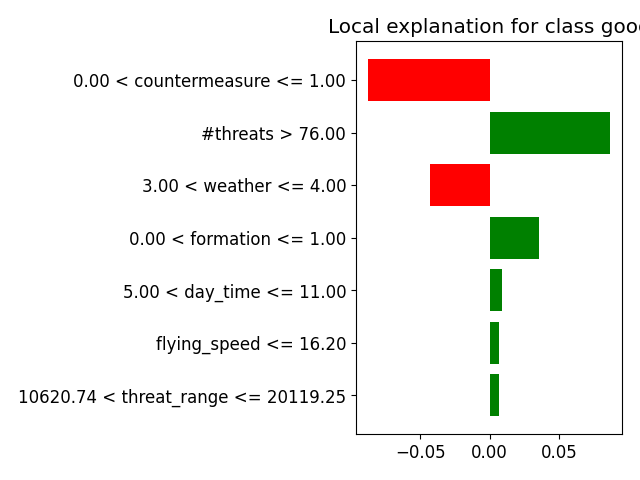 Local explanation for class goo
0.00 < countermeasure <= 1.00
#threats > 76.00
3.00 < weather <= 4.00
0.00 < formation <= 1.00
5.00 < day_time <= 11.00
flying_speed <= 16.20
10620.74 < threat_range <= 20119.25
−0.05 0.00 0.05